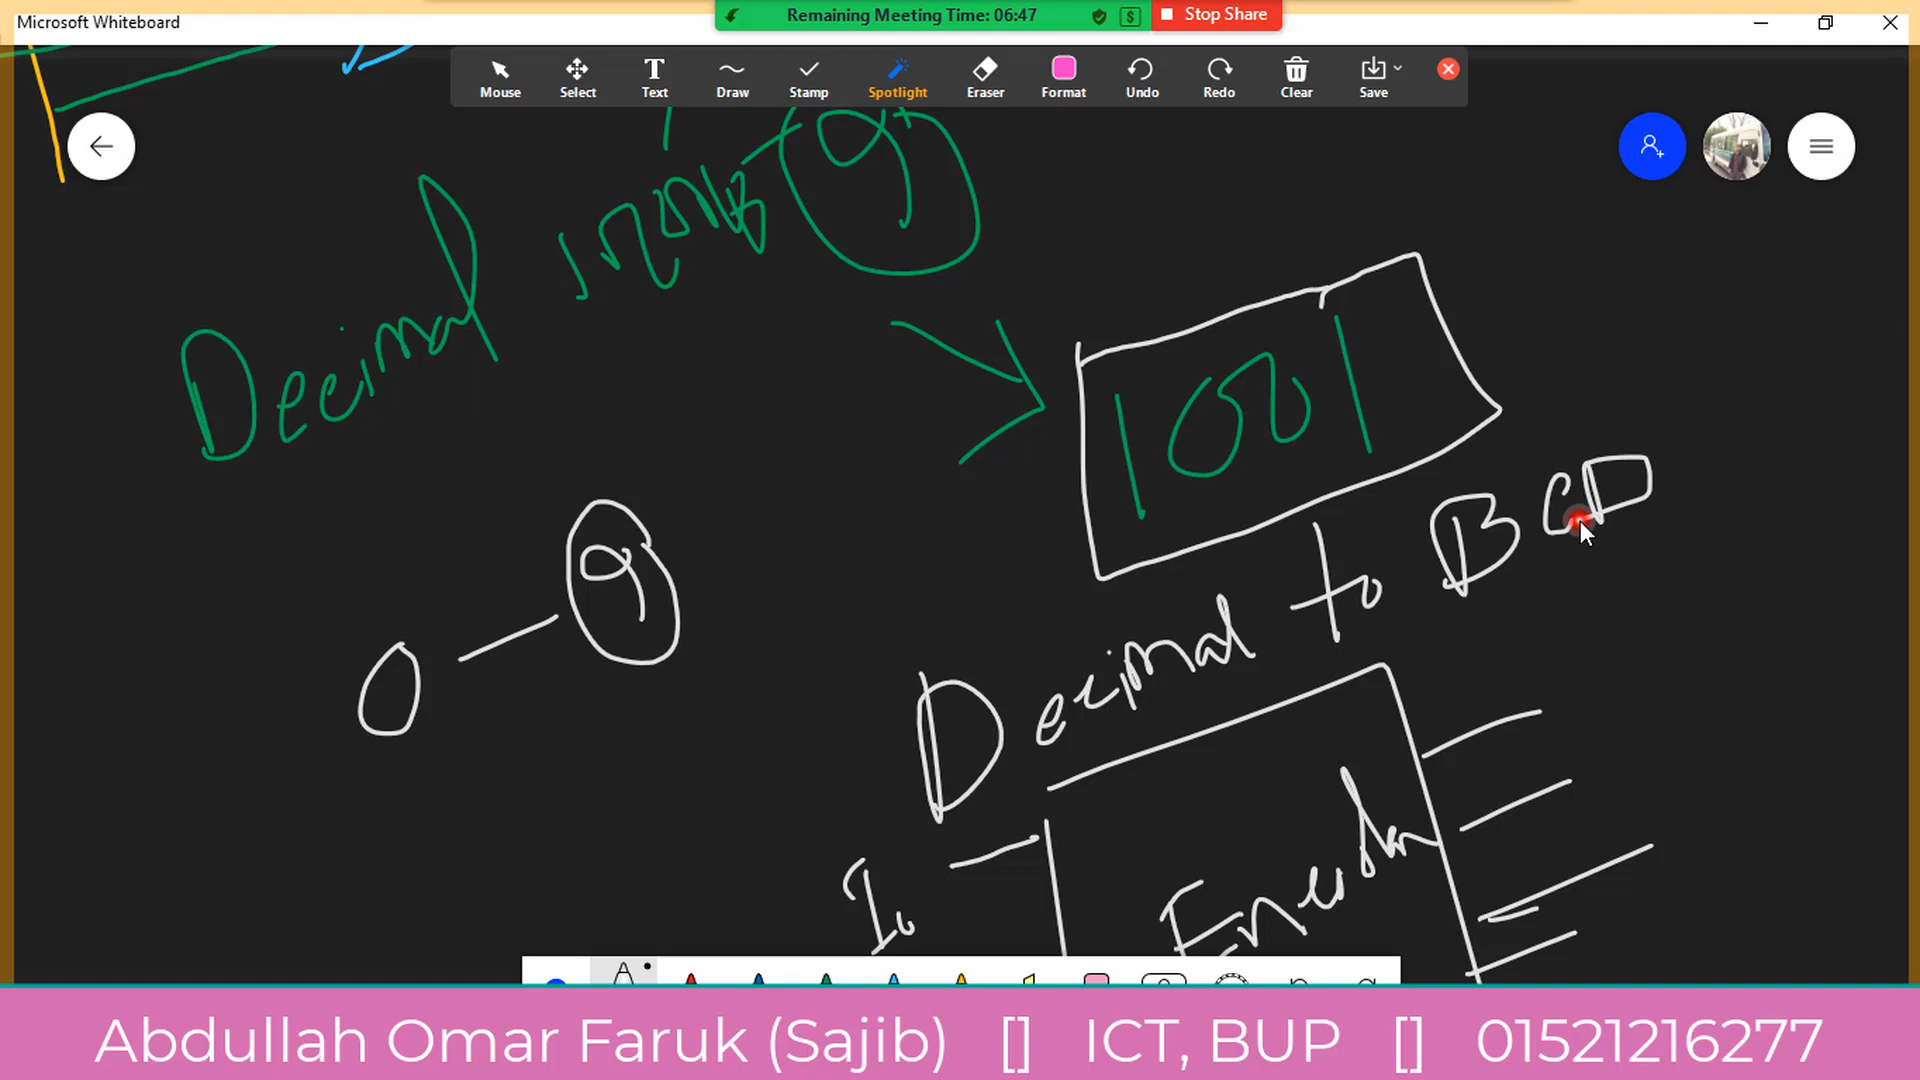 Microsoft Whiteboard
Remaining Meeting Time: 06:47
$
Stop Share
Mouse
Select
T
Text
Draw
Stamp
Spotlight
Eraser
Format
Undo
Redo
Clear
Save
9
Decimal
1001
0 – 9
Decimal to BCD
I0
Encoder
Abdullah Omar Faruk (Sajib) [] ICT, BUP [] 01521216277